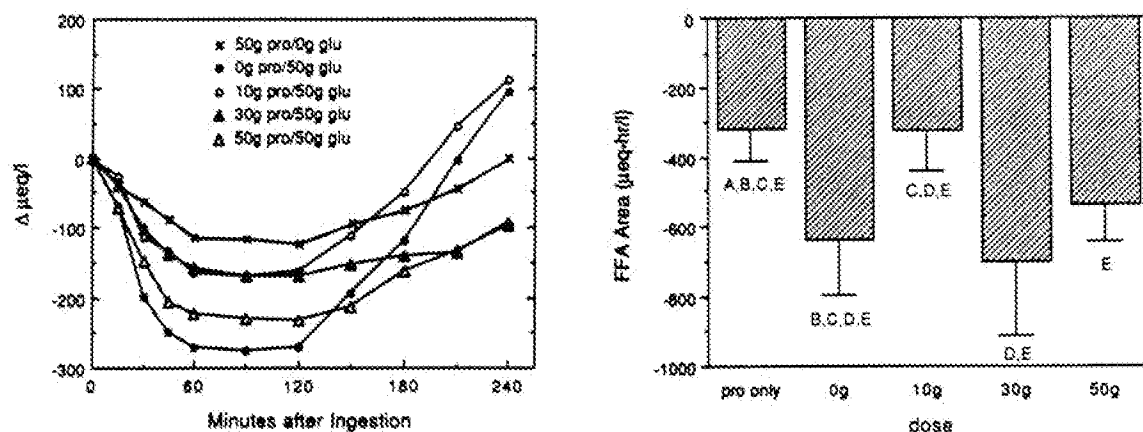 200
100
0
-100
-200
-300
Δ µeq/l
50g pro/0g glu
0g pro/50g glu
10g pro/50g glu
30g pro/50g glu
50g pro/50g glu
0
60
120
180
240
Minutes after Ingestion
0
-200
-400
-600
-800
-1000
FFA Area (µeq-hr/l)
A,B,C,E
B,C,D,E
C,D,E
D,E
E
pro only
0g
10g
30g
50g
dose